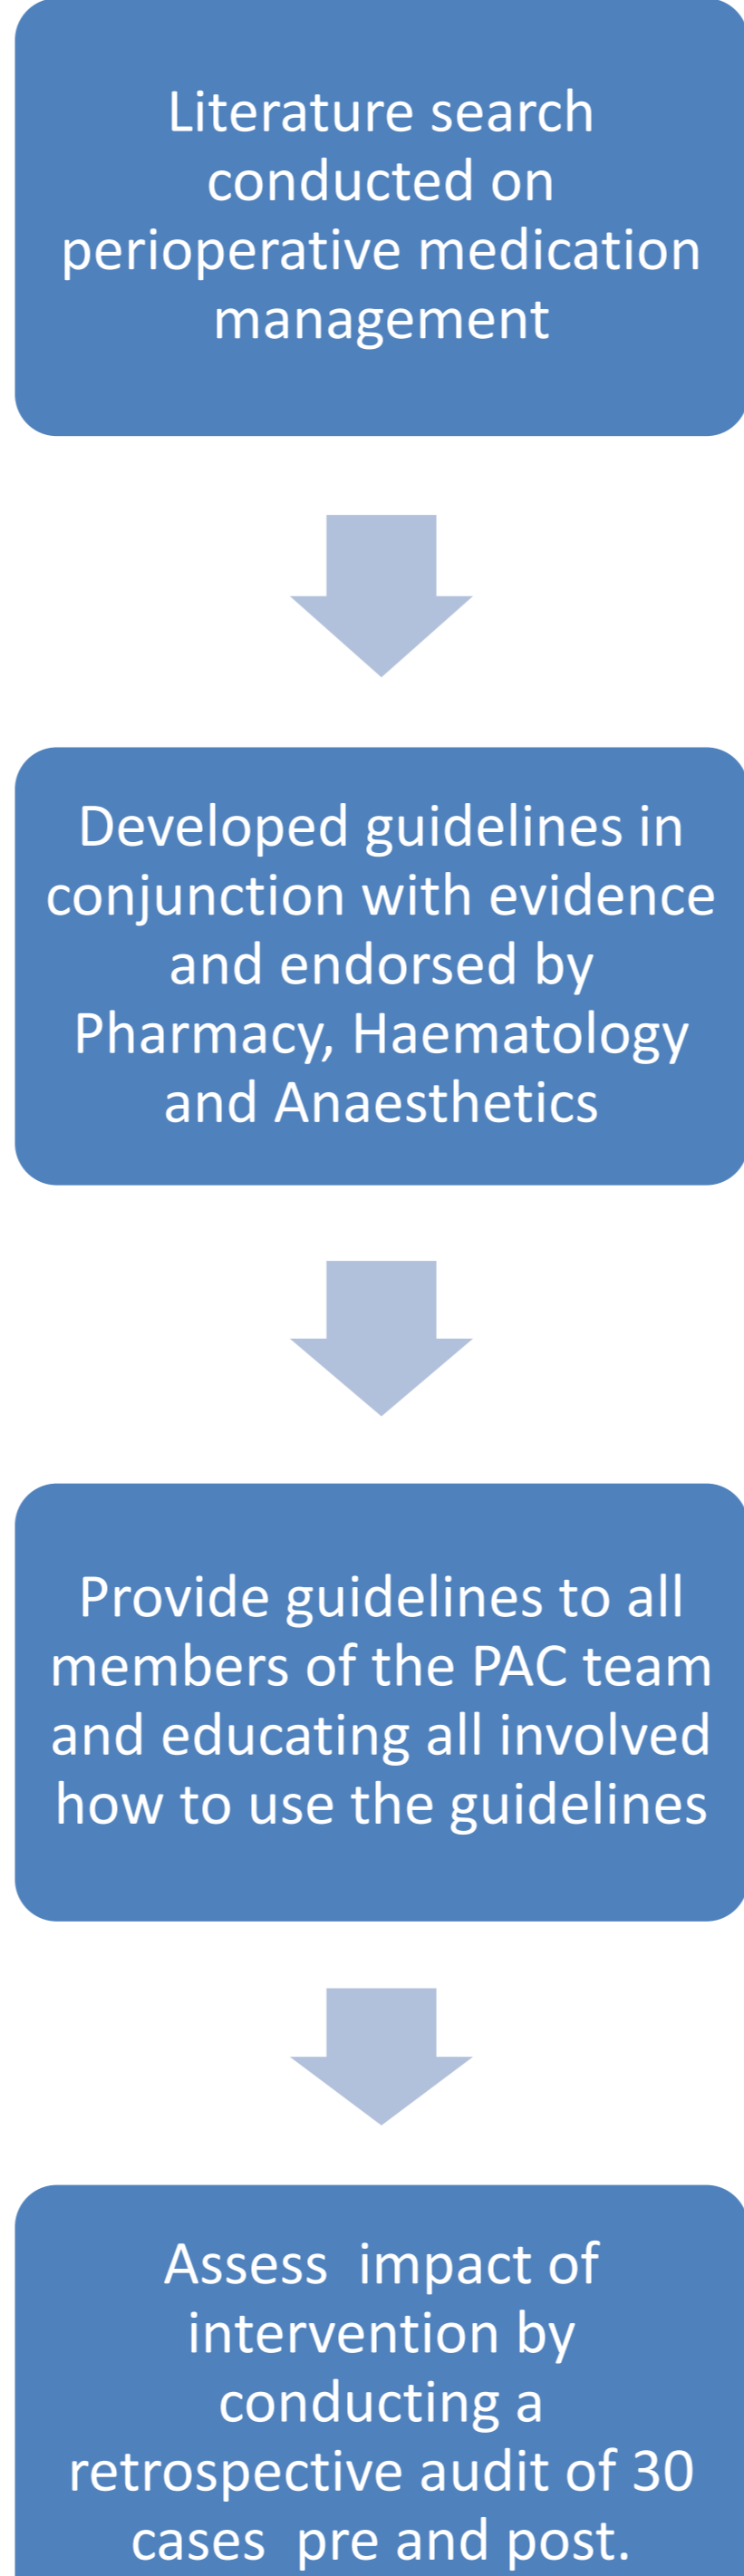 Literature search
conducted on
perioperative medication
management
Developed guidelines in
conjunction with evidence
and endorsed by
Pharmacy, Haematology
and Anaesthetics
Provide guidelines to all
members of the PAC team
and educating all involved
how to use the guidelines
Assess  impact of
intervention by
conducting a
retrospective audit of 30
cases  pre and post.